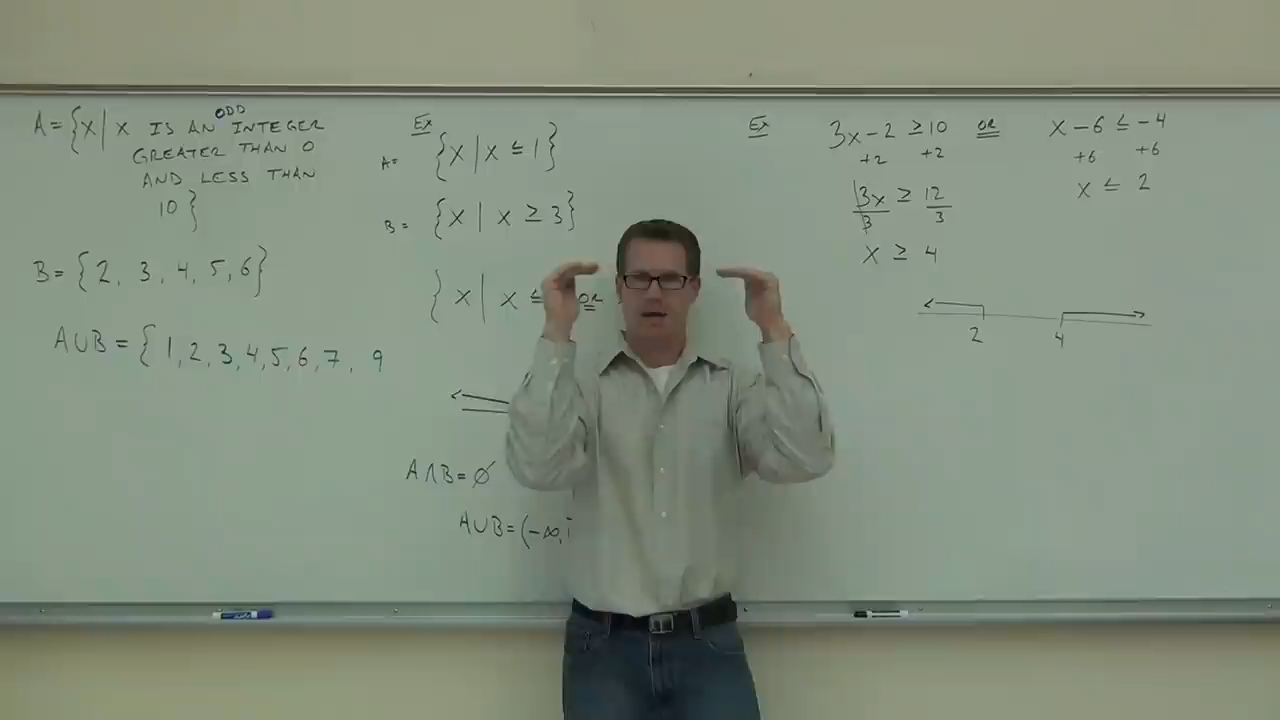 A = {x | x IS AN ODD INTEGER
GREATER THAN 0
AND LESS THAN
10 }
B = {2, 3, 4, 5, 6}
A∪B = { 1, 2, 3, 4, 5, 6, 7, 9
Ex
A= {x | x ≤ 1}
B = {x | x ≥ 3}
{ x | x ≤ OR
A∩B = ∅
A∪B = (-∞, 1
Ex
3x-2 ≥ 10 OR x-6 ≤ -4
+2 +2 +6 +6
3x ≥ 12 x ≤ 2
3 3
x ≥ 4
2 4